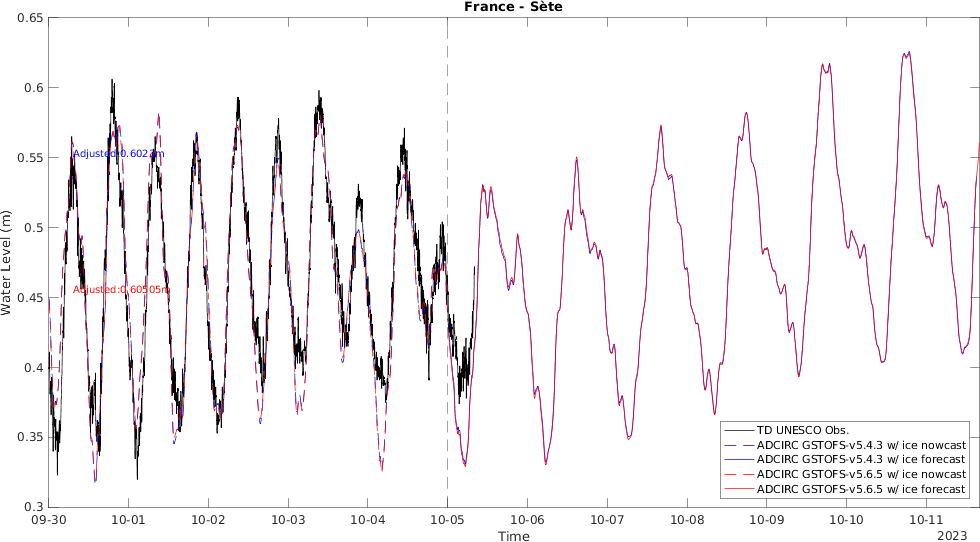 France - Sète
0.65
0.6
0.55
0.5
0.45
0.4
0.35
0.3
Water Level (m)
Adjusted:0.6022m
Adjusted:0.60505m
TD UNESCO Obs.
ADCIRC GSTOFS-v5.4.3 w/ ice nowcast
ADCIRC GSTOFS-v5.4.3 w/ ice forecast
ADCIRC GSTOFS-v5.6.5 w/ ice nowcast
ADCIRC GSTOFS-v5.6.5 w/ ice forecast
09-30 10-01 10-02 10-03 10-04 10-05 10-06 10-07 10-08 10-09 10-10 10-11
Time
2023